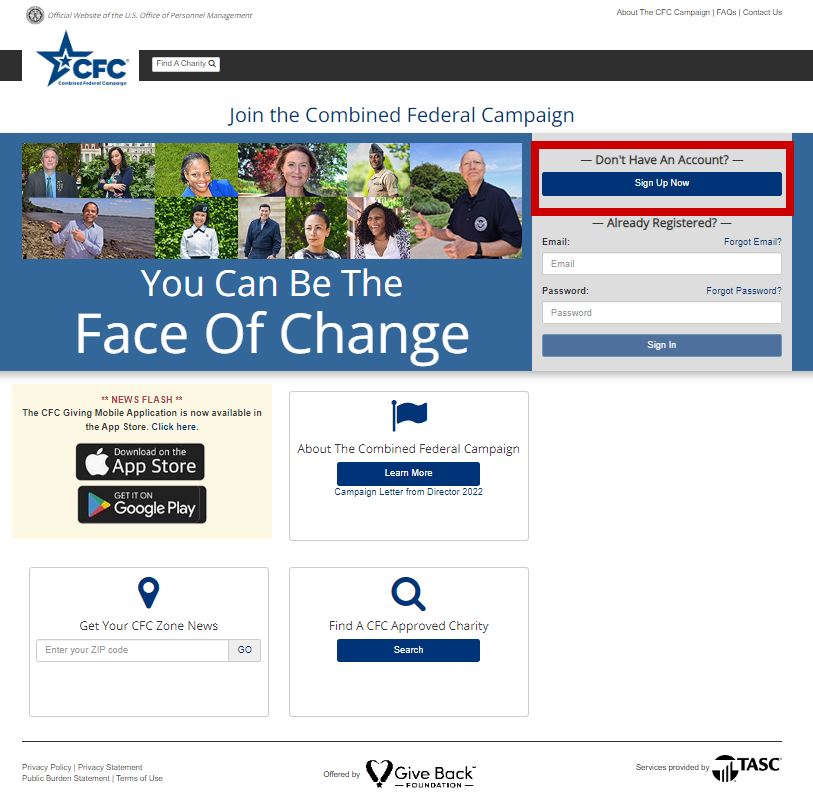 Official Website of the U.S. Office of Personnel Management
About The CFC Campaign | FAQs | Contact Us
CFC
Combined Federal Campaign
Find A Charity
Join the Combined Federal Campaign
You Can Be The
Face Of Change
— Don't Have An Account? —
Sign Up Now
— Already Registered? —
Email: Forgot Email?
Email
Password: Forgot Password?
Password
Sign In
** NEWS FLASH **
The CFC Giving Mobile Application is now available in
the App Store. Click here.
Download on the
App Store
GET IT ON
Google Play
About The Combined Federal Campaign
Learn More
Campaign Letter from Director 2022
Get Your CFC Zone News
Enter your ZIP code GO
Find A CFC Approved Charity
Search
Privacy Policy | Privacy Statement
Public Burden Statement | Terms of Use
Offered by
Give Back™
— FOUNDATION —
Services provided by
TASC